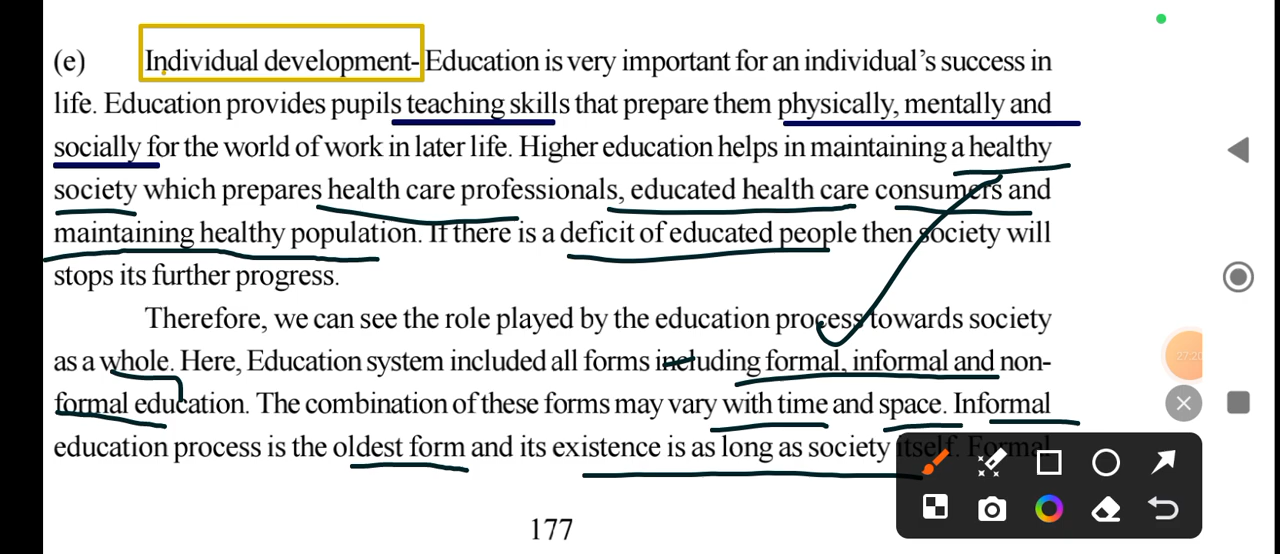 (e) Individual development- Education is very important for an individual's success in
life. Education provides pupils teaching skills that prepare them physically, mentally and
socially for the world of work in later life. Higher education helps in maintaining a healthy
society which prepares health care professionals, educated health care consumers and
maintaining healthy population. If there is a deficit of educated people then society will
stops its further progress.
Therefore, we can see the role played by the education process towards society
as a whole. Here, Education system included all forms including formal, informal and non-
formal education. The combination of these forms may vary with time and space. Informal
education process is the oldest form and its existence is as long as society itself. Formal
177
27:20